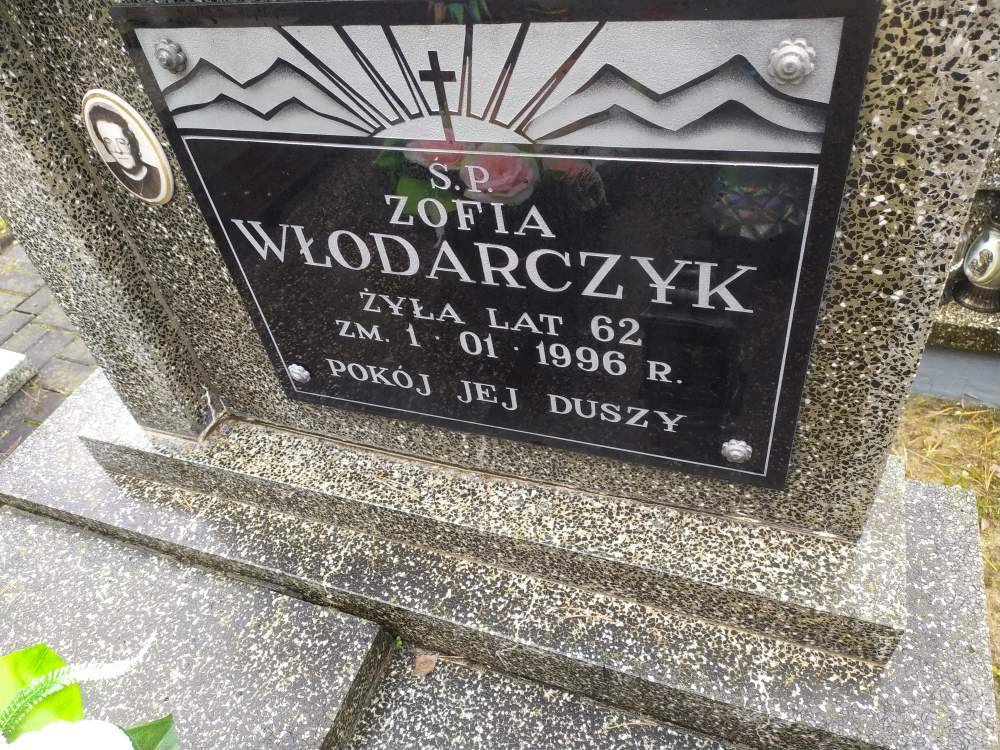 Ś.P.
ZOFIA
WŁODARCZYK
ŻYŁA LAT 62
ZM. 1 · 01 · 1996 R.
POKÓJ JEJ DUSZY